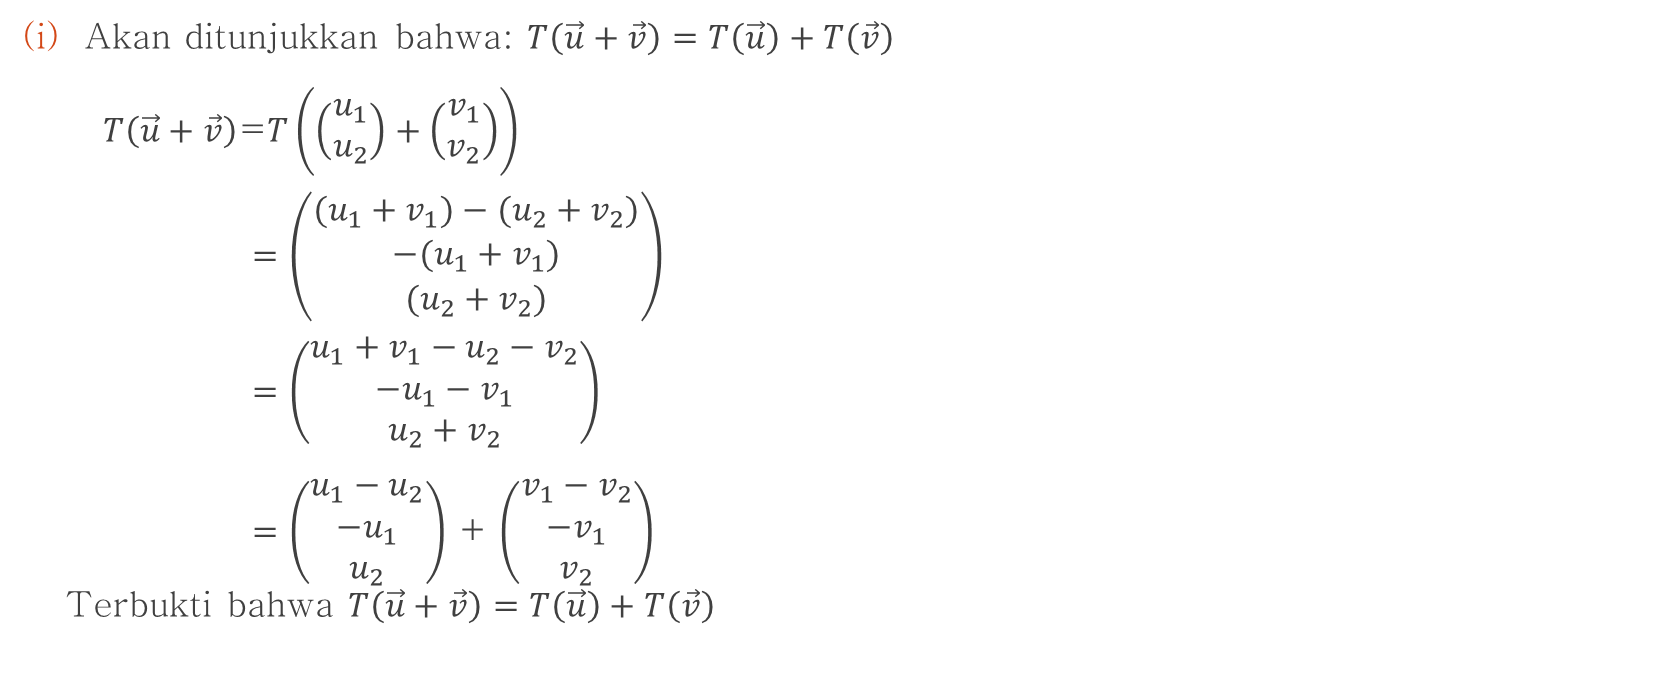 (i) Akan ditunjukkan bahwa: T(u⃗ + v⃗) = T(u⃗) + T(v⃗)
T(u⃗ + v⃗)=T((u₁ u₂) + (v₁ v₂))
= ((u₁ + v₁) − (u₂ + v₂)
−(u₁ + v₁)
(u₂ + v₂))
= (u₁ + v₁ − u₂ − v₂
−u₁ − v₁
u₂ + v₂)
= (u₁ − u₂ −u₁ u₂) + (v₁ − v₂ −v₁ v₂)
Terbukti bahwa T(u⃗ + v⃗) = T(u⃗) + T(v⃗)